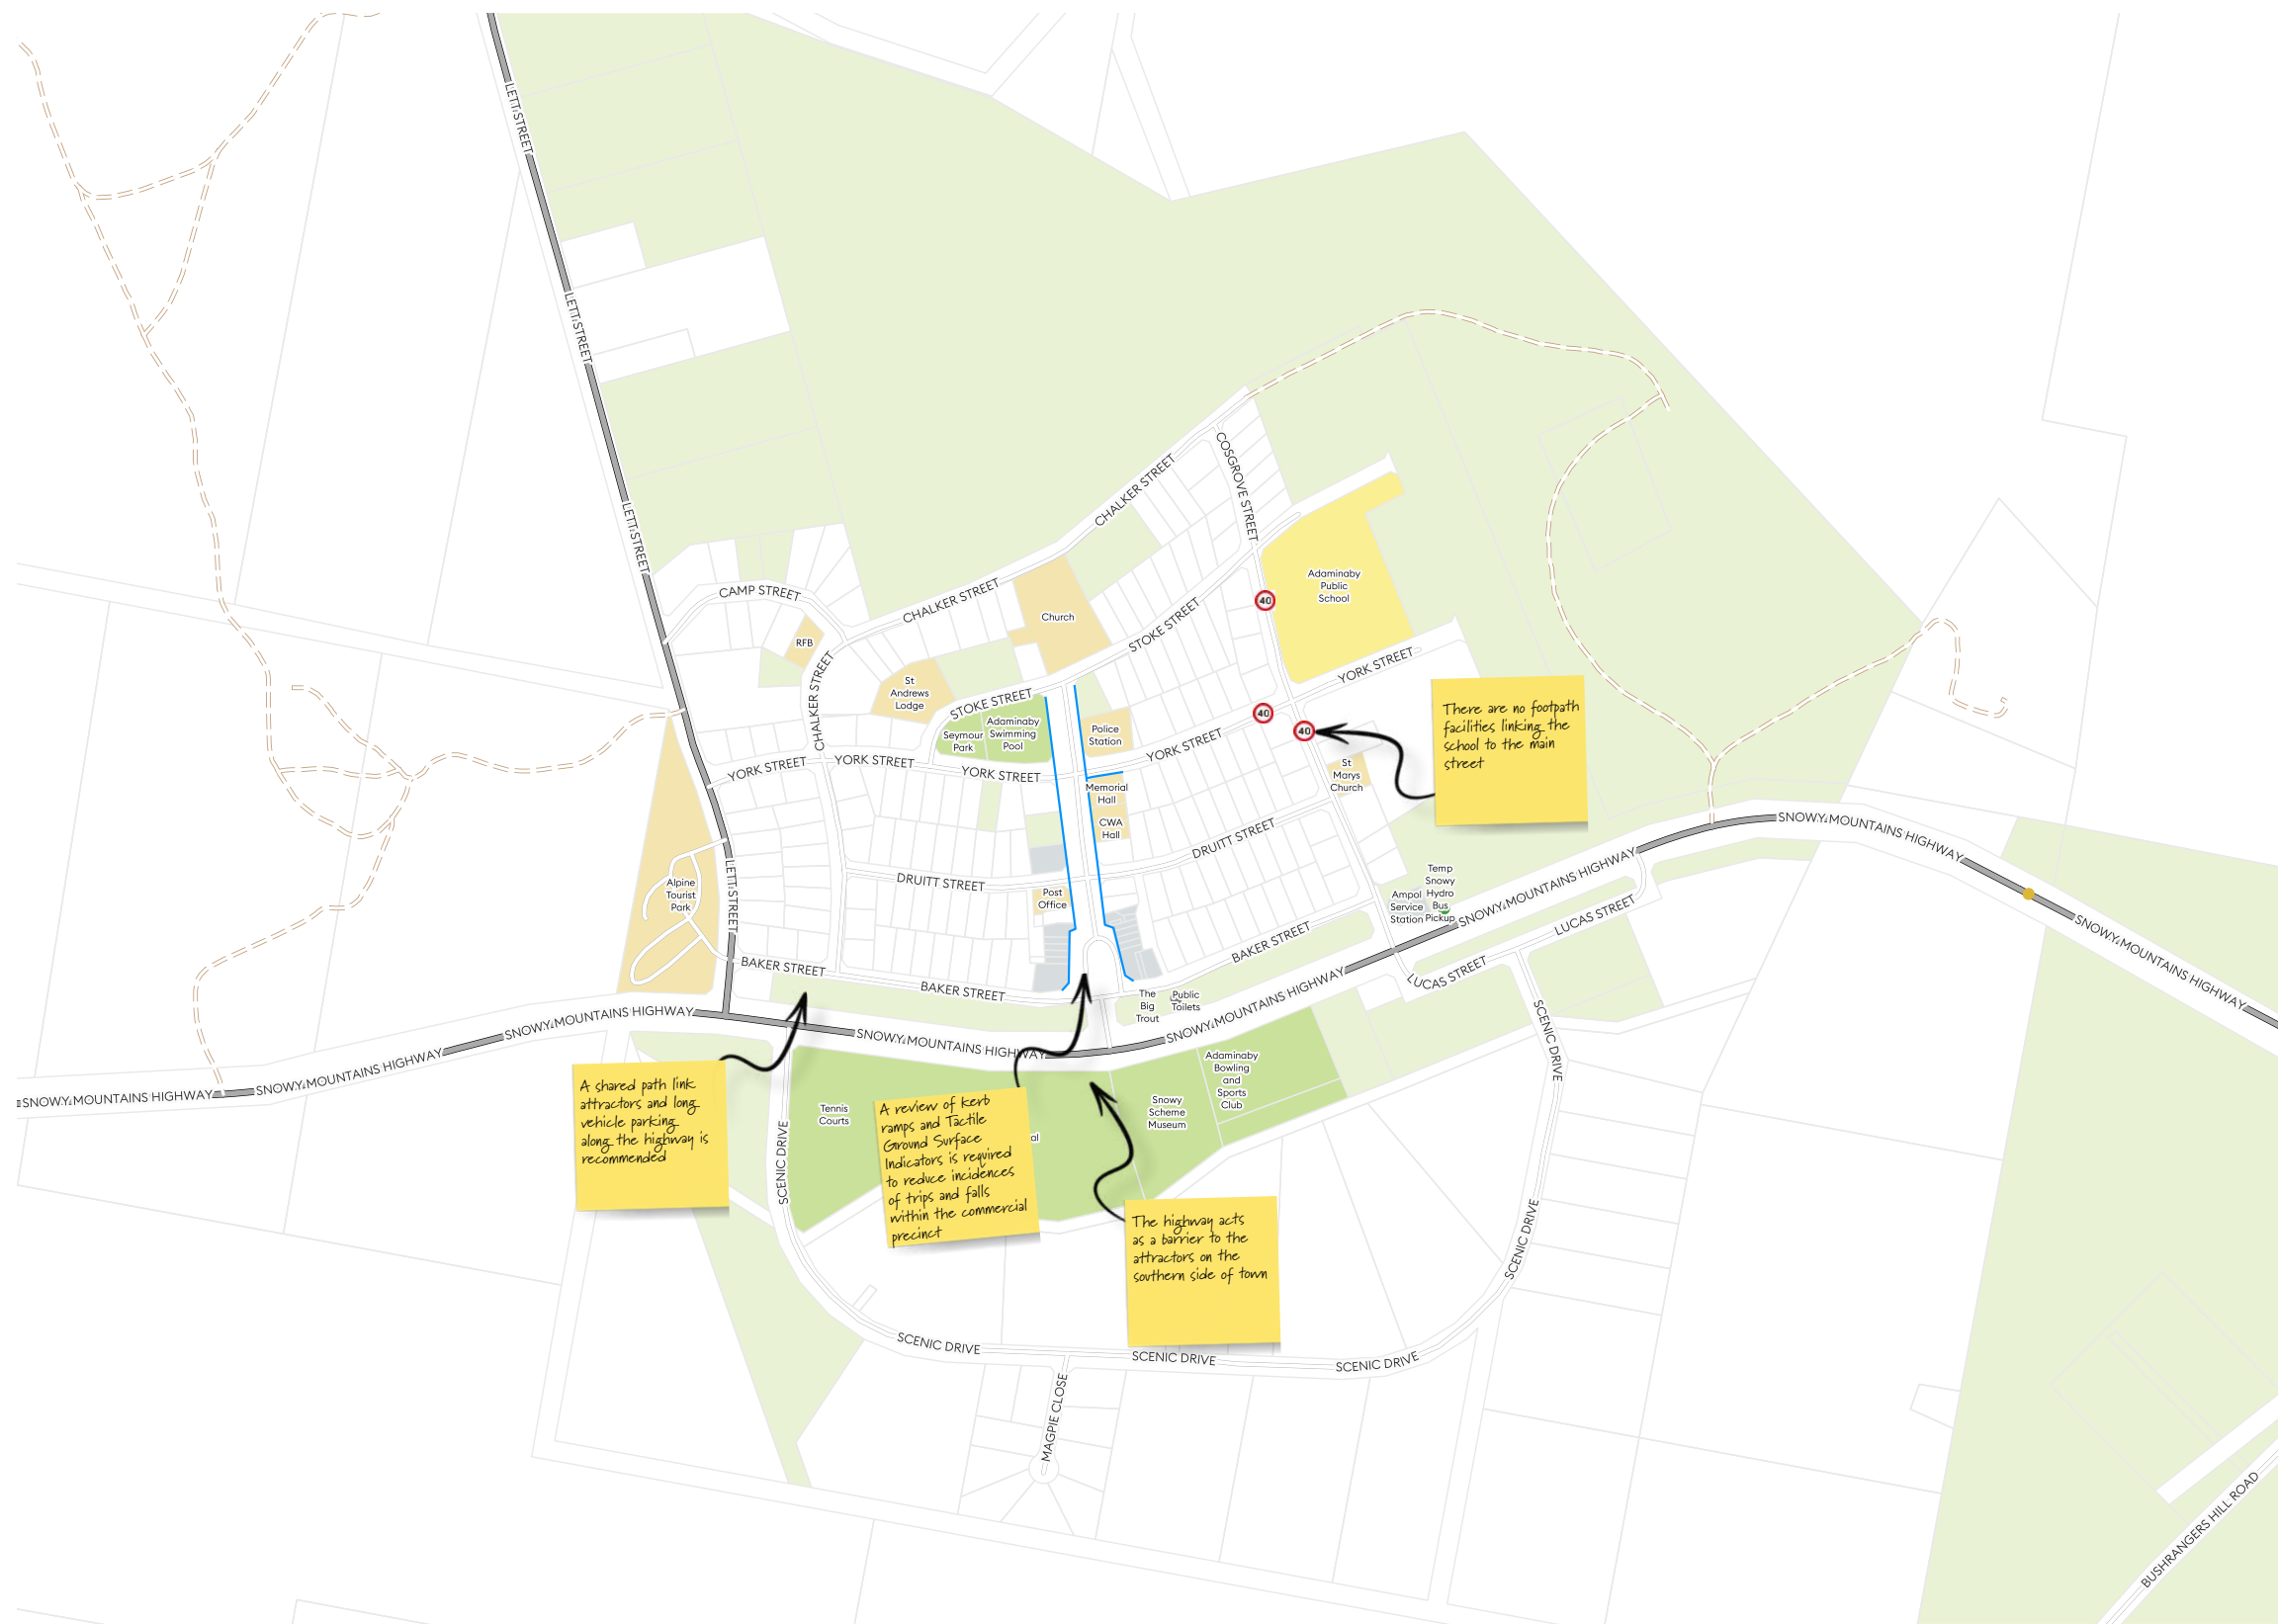 LETT STREET
LETT STREET
LETT STREET
LETT STREET
COSGROVE STREET
CHALKER STREET
CHALKER STREET
CHALKER STREET
CAMP STREET
RFB
Church
STOKE STREET
STOKE STREET
Adaminaby
Public
School
40
40
40
St
Andrews
Lodge
Seymour
Park
Adaminaby
Swimming
Pool
Police
Station
YORK STREET
YORK STREET
YORK STREET
YORK STREET
YORK STREET
There are no footpath
facilities linking the
school to the main
street
St
Marys
Church
Memorial
Hall
CWA
Hall
DRUITT STREET
DRUITT STREET
Alpine
Tourist
Park
Post
Office
Ampol
Service
Station
Temp
Snowy
Hydro
Bus
Pickup
BAKER STREET
BAKER STREET
BAKER STREET
The
Big
Trout
Public
Toilets
LUCAS STREET
LUCAS STREET
SNOWY MOUNTAINS HIGHWAY
SNOWY MOUNTAINS HIGHWAY
SNOWY MOUNTAINS HIGHWAY
SNOWY MOUNTAINS HIGHWAY
SNOWY MOUNTAINS HIGHWAY
SNOWY MOUNTAINS HIGHWAY
SNOWY MOUNTAINS HIGHWAY
SNOWY MOUNTAINS HIGHWAY
A shared path link
attractors and long
vehicle parking
along the highway is
recommended
Tennis
Courts
A review of kerb
ramps and Tactile
Ground Surface
Indicators is required
to reduce incidences
of trips and falls
within the commercial
precinct
al
Snowy
Scheme
Museum
Adaminaby
Bowling
and
Sports
Club
The highway acts
as a barrier to the
attractors on the
southern side of town
SCENIC DRIVE
SCENIC DRIVE
SCENIC DRIVE
SCENIC DRIVE
SCENIC DRIVE
SCENIC DRIVE
MAGPIE CLOSE
BUSHRANGERS HILL ROAD